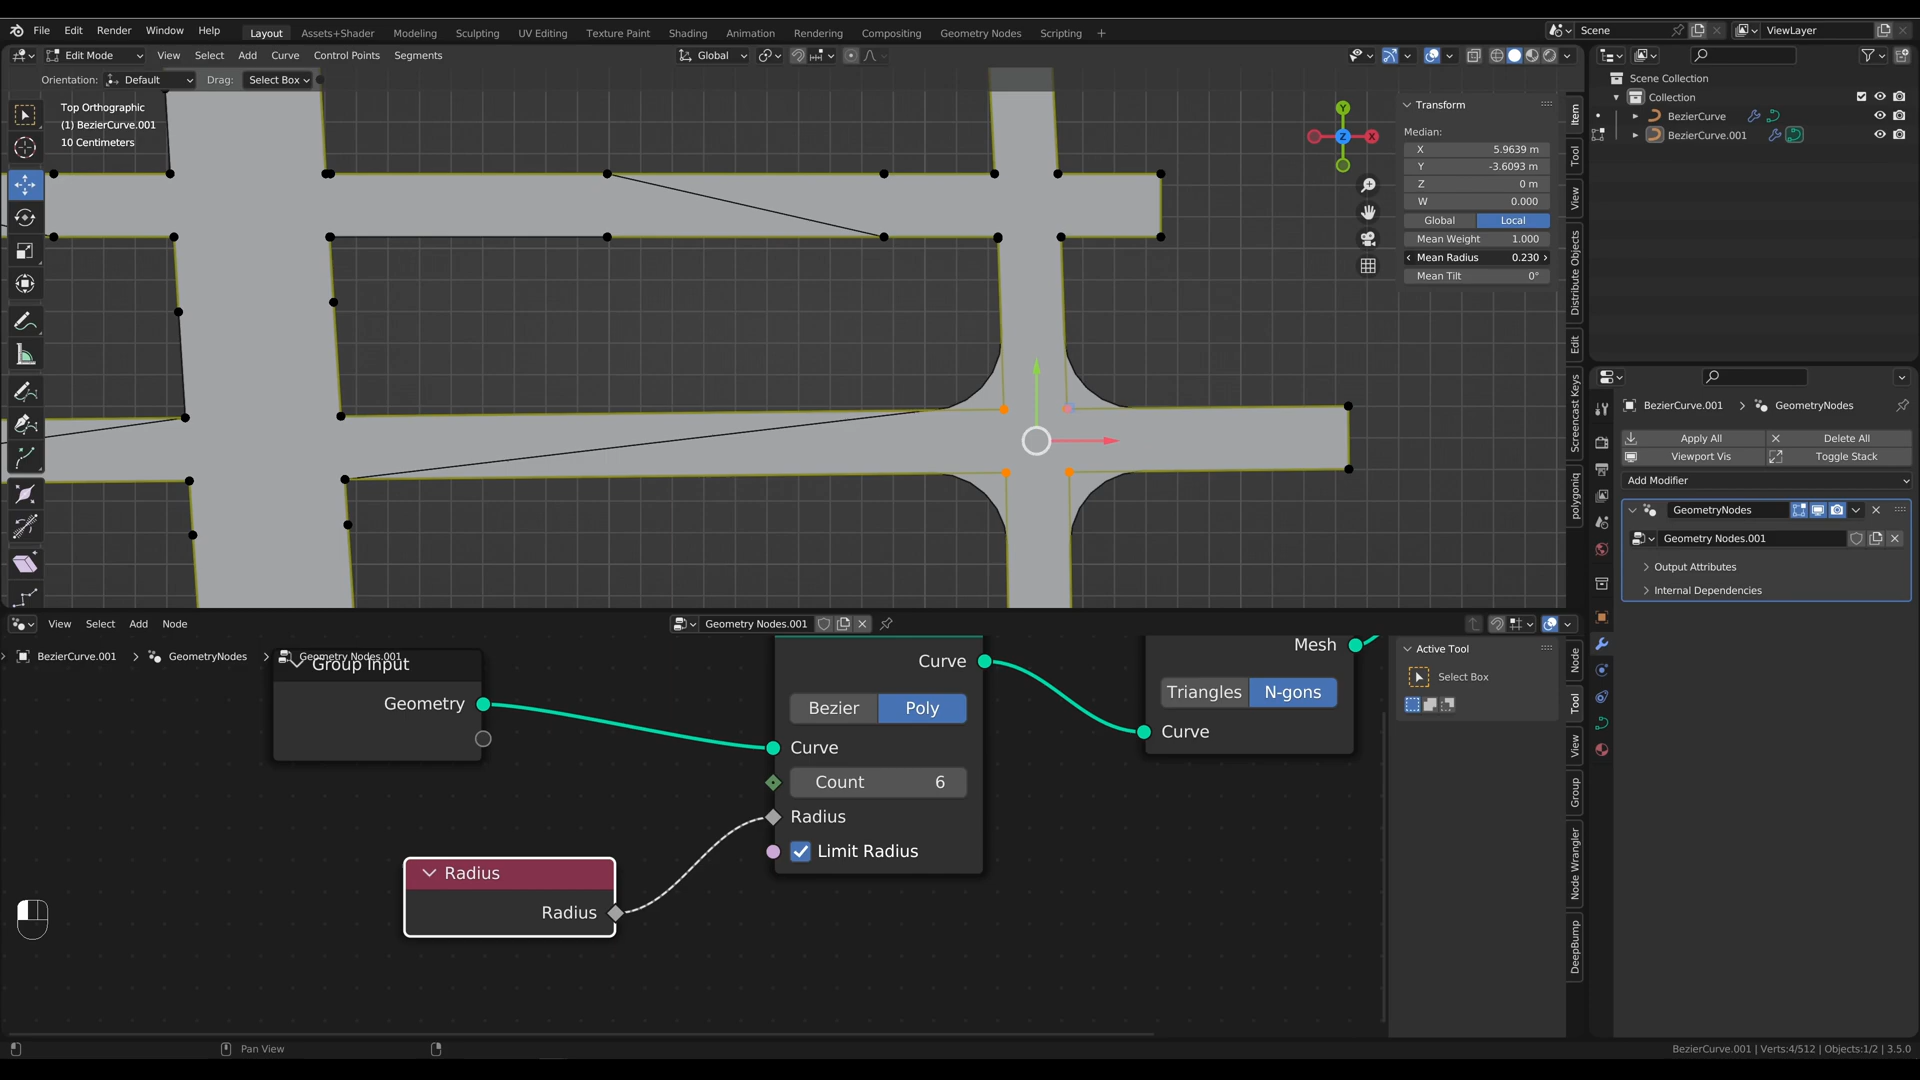 File Edit Render Window Help Layout Assets+Shader Modeling Sculpting UV Editing Texture Paint Shading Animation Rendering Compositing Geometry Nodes Scripting + Scene ViewLayer
Edit Mode View Select Add Curve Control Points Segments Global
Orientation: Default Drag: Select Box
Top Orthographic
(1) BezierCurve.001
10 Centimeters
Y
X
Z
Transform
Median:
X 5.9639 m
Y -3.6093 m
Z 0 m
W 0.000
Global Local
Mean Weight 1.000
Mean Radius 0.230
Mean Tilt 0°
Item
Tool
View
Distribute Objects
Edit
Screencast Keys
polygoniq
Scene Collection
Collection
BezierCurve
BezierCurve.001
BezierCurve.001 GeometryNodes
Apply All Delete All
Viewport Vis Toggle Stack
Add Modifier
GeometryNodes
Geometry Nodes.001
Output Attributes
Internal Dependencies
View Select Add Node Geometry Nodes.001
BezierCurve.001 GeometryNodes Geometry Nodes.001
Group Input
Geometry
Curve
Bezier Poly
Curve
Count 6
Radius
Limit Radius
Radius
Radius
Mesh
Triangles N-gons
Curve
Active Tool
Select Box
Node
Tool
View
Group
Node Wrangler
DeepBump
Pan View
BezierCurve.001 | Verts:4/512 | Objects:1/2 | 3.5.0